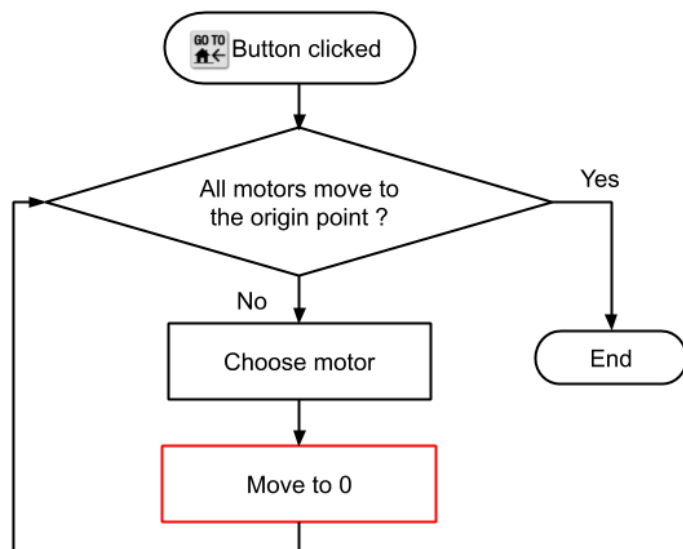 GO TO
Button clicked
All motors move to
the origin point ?
Yes
No
Choose motor
End
Move to 0